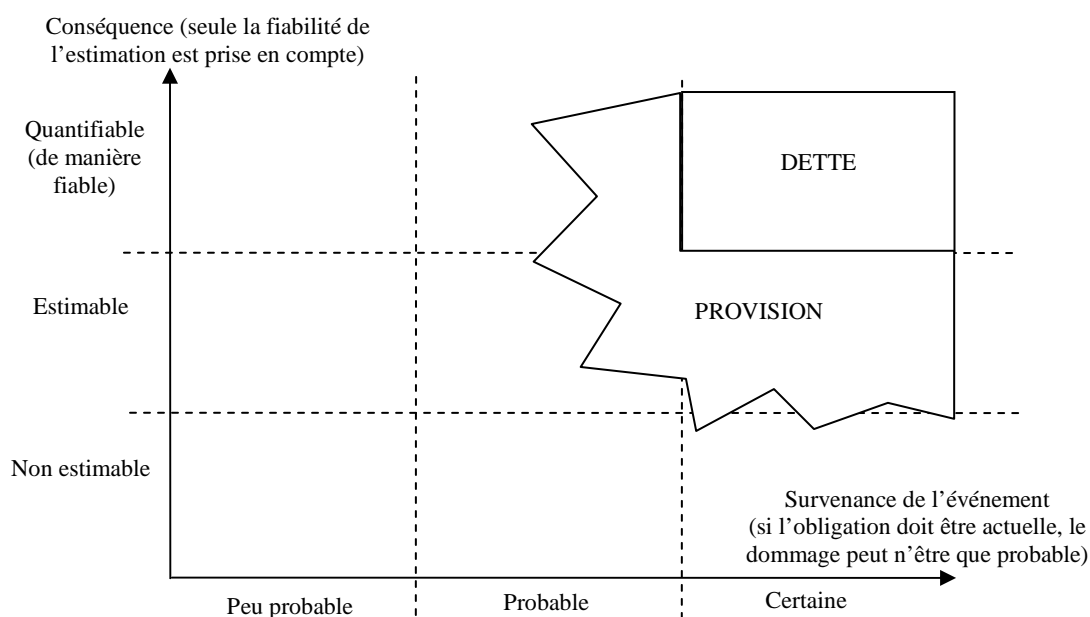 Conséquence (seule la fiabilité de
l’estimation est prise en compte)
Quantifiable
(de manière
fiable)
DETTE
Estimable
PROVISION
Non estimable
Survenance de l’événement
(si l’obligation doit être actuelle, le
dommage peut n’être que probable)
Peu probable
Probable
Certaine